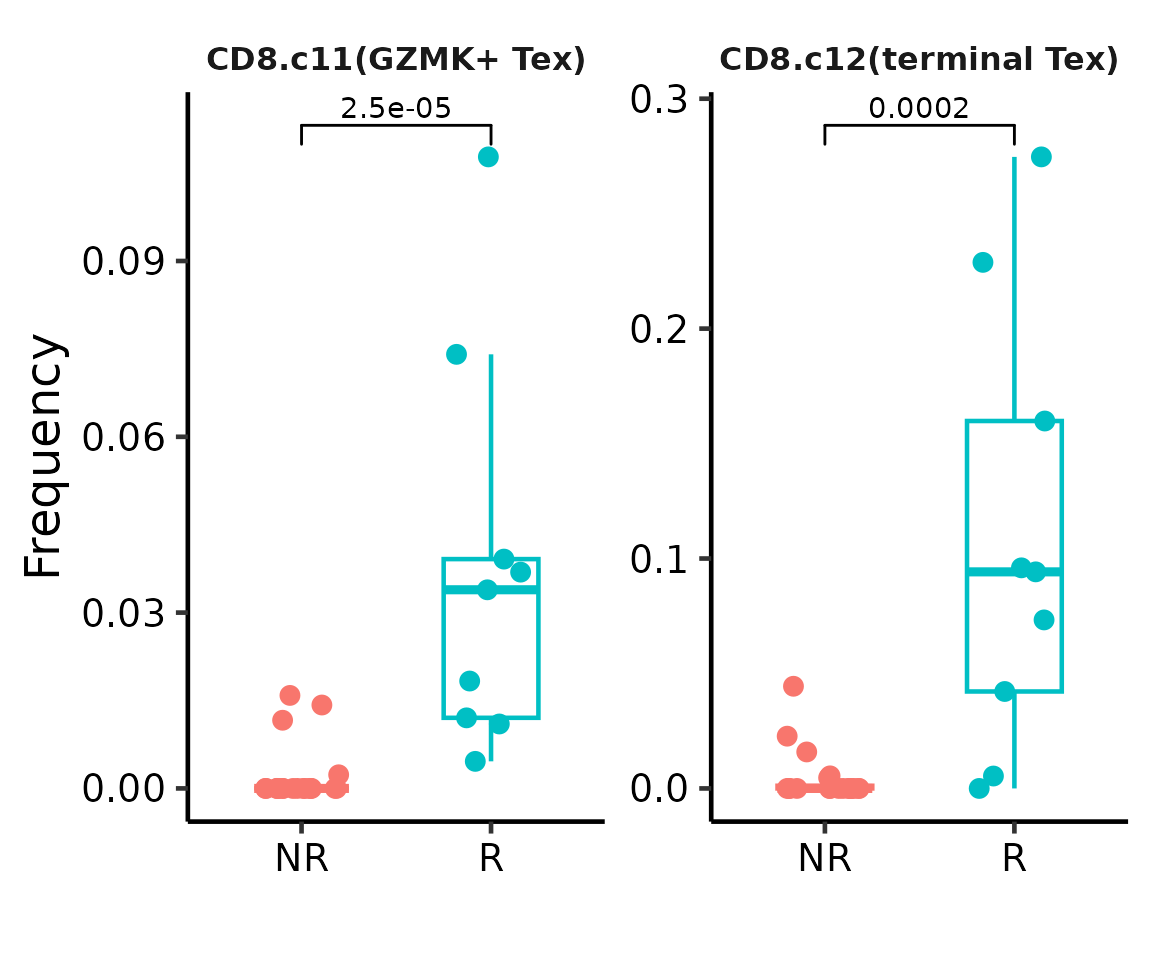 CD8.c11(GZMK+ Tex)
2.5e-05
Frequency
0.09
0.06
0.03
0.00
NR
R
CD8.c12(terminal Tex)
0.0002
0.3
0.2
0.1
0.0
NR
R